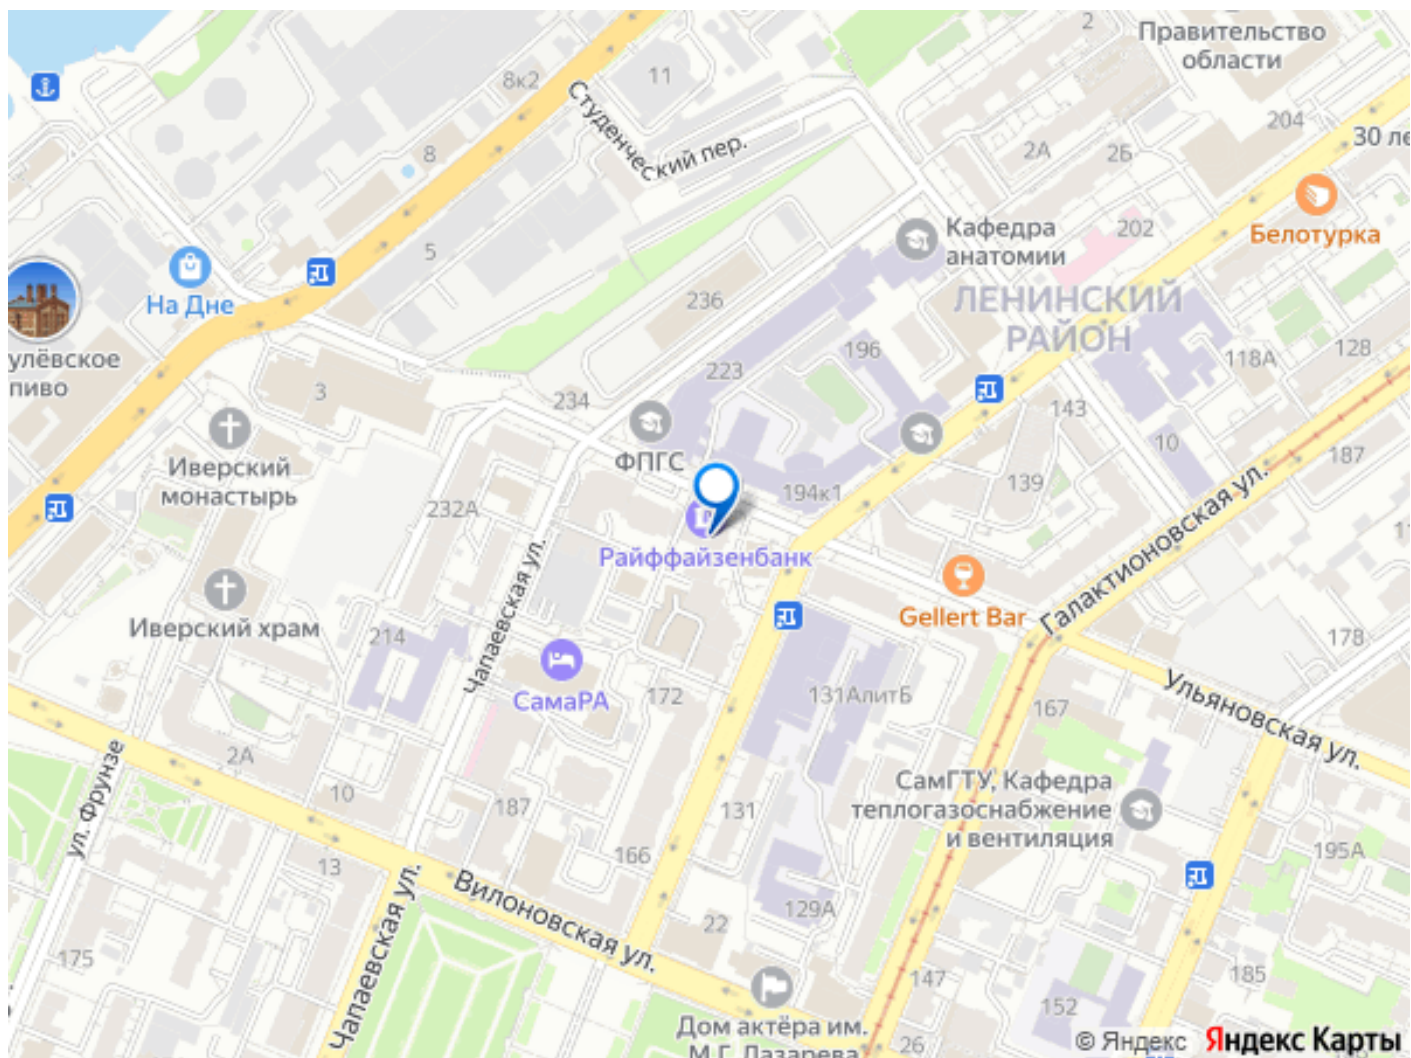 Правительство
области
2
11
8к2
Студенческий пер.
204
30 ле
2А
2Б
8
Белотурка
202
Кафедра
анатомии
5
На Дне
236
ЛЕНИНСКИЙ
РАЙОН
улёвское
пиво
196
118А
128
223
3
234
143
10
187
ФПГС
Иверский
монастырь
139
194к1
232А
Райффайзенбанк
Галактионовская ул.
Gellert Bar
Чапаевская ул.
Иверский храм
214
178
СамаРА
172
131АлитБ
167
Ульяновская ул.
2А
ул. Фрунзе
СамГТУ, Кафедра
теплогазоснабжение
и вентиляция
10
187
131
166
195А
13
Вилоновская ул.
129А
22
Чапаевская ул.
175
147
185
152
Дом актёра им.
М.Г. Лазарева
26
© Яндекс Яндекс Карты